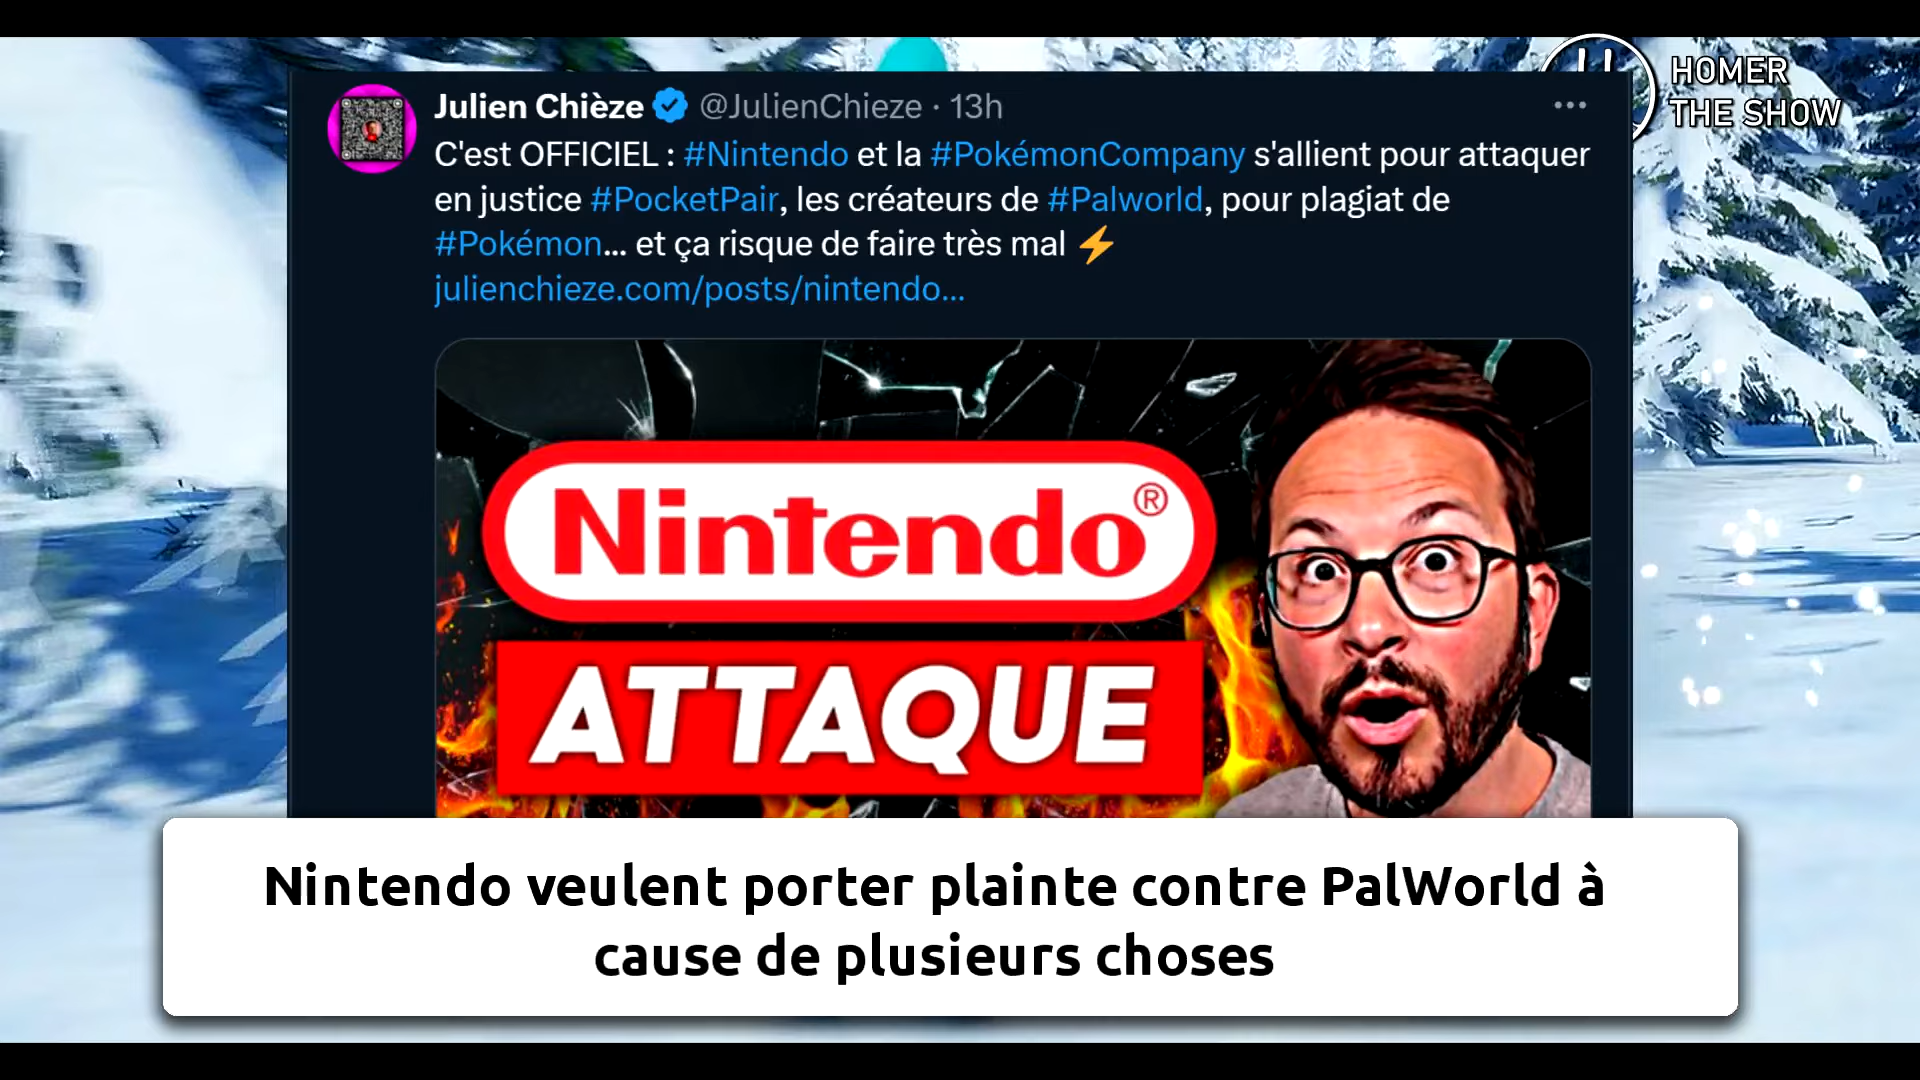 HOMER
THE SHOW
Julien Chièze @JulienChieze · 13h
C'est OFFICIEL : #Nintendo et la #PokémonCompany s'allient pour attaquer
en justice #PocketPair, les créateurs de #Palworld, pour plagiat de
#Pokémon... et ça risque de faire très mal ⚡
julienchieze.com/posts/nintendo...
Nintendo®
ATTAQUE
Nintendo veulent porter plainte contre PalWorld à
cause de plusieurs choses